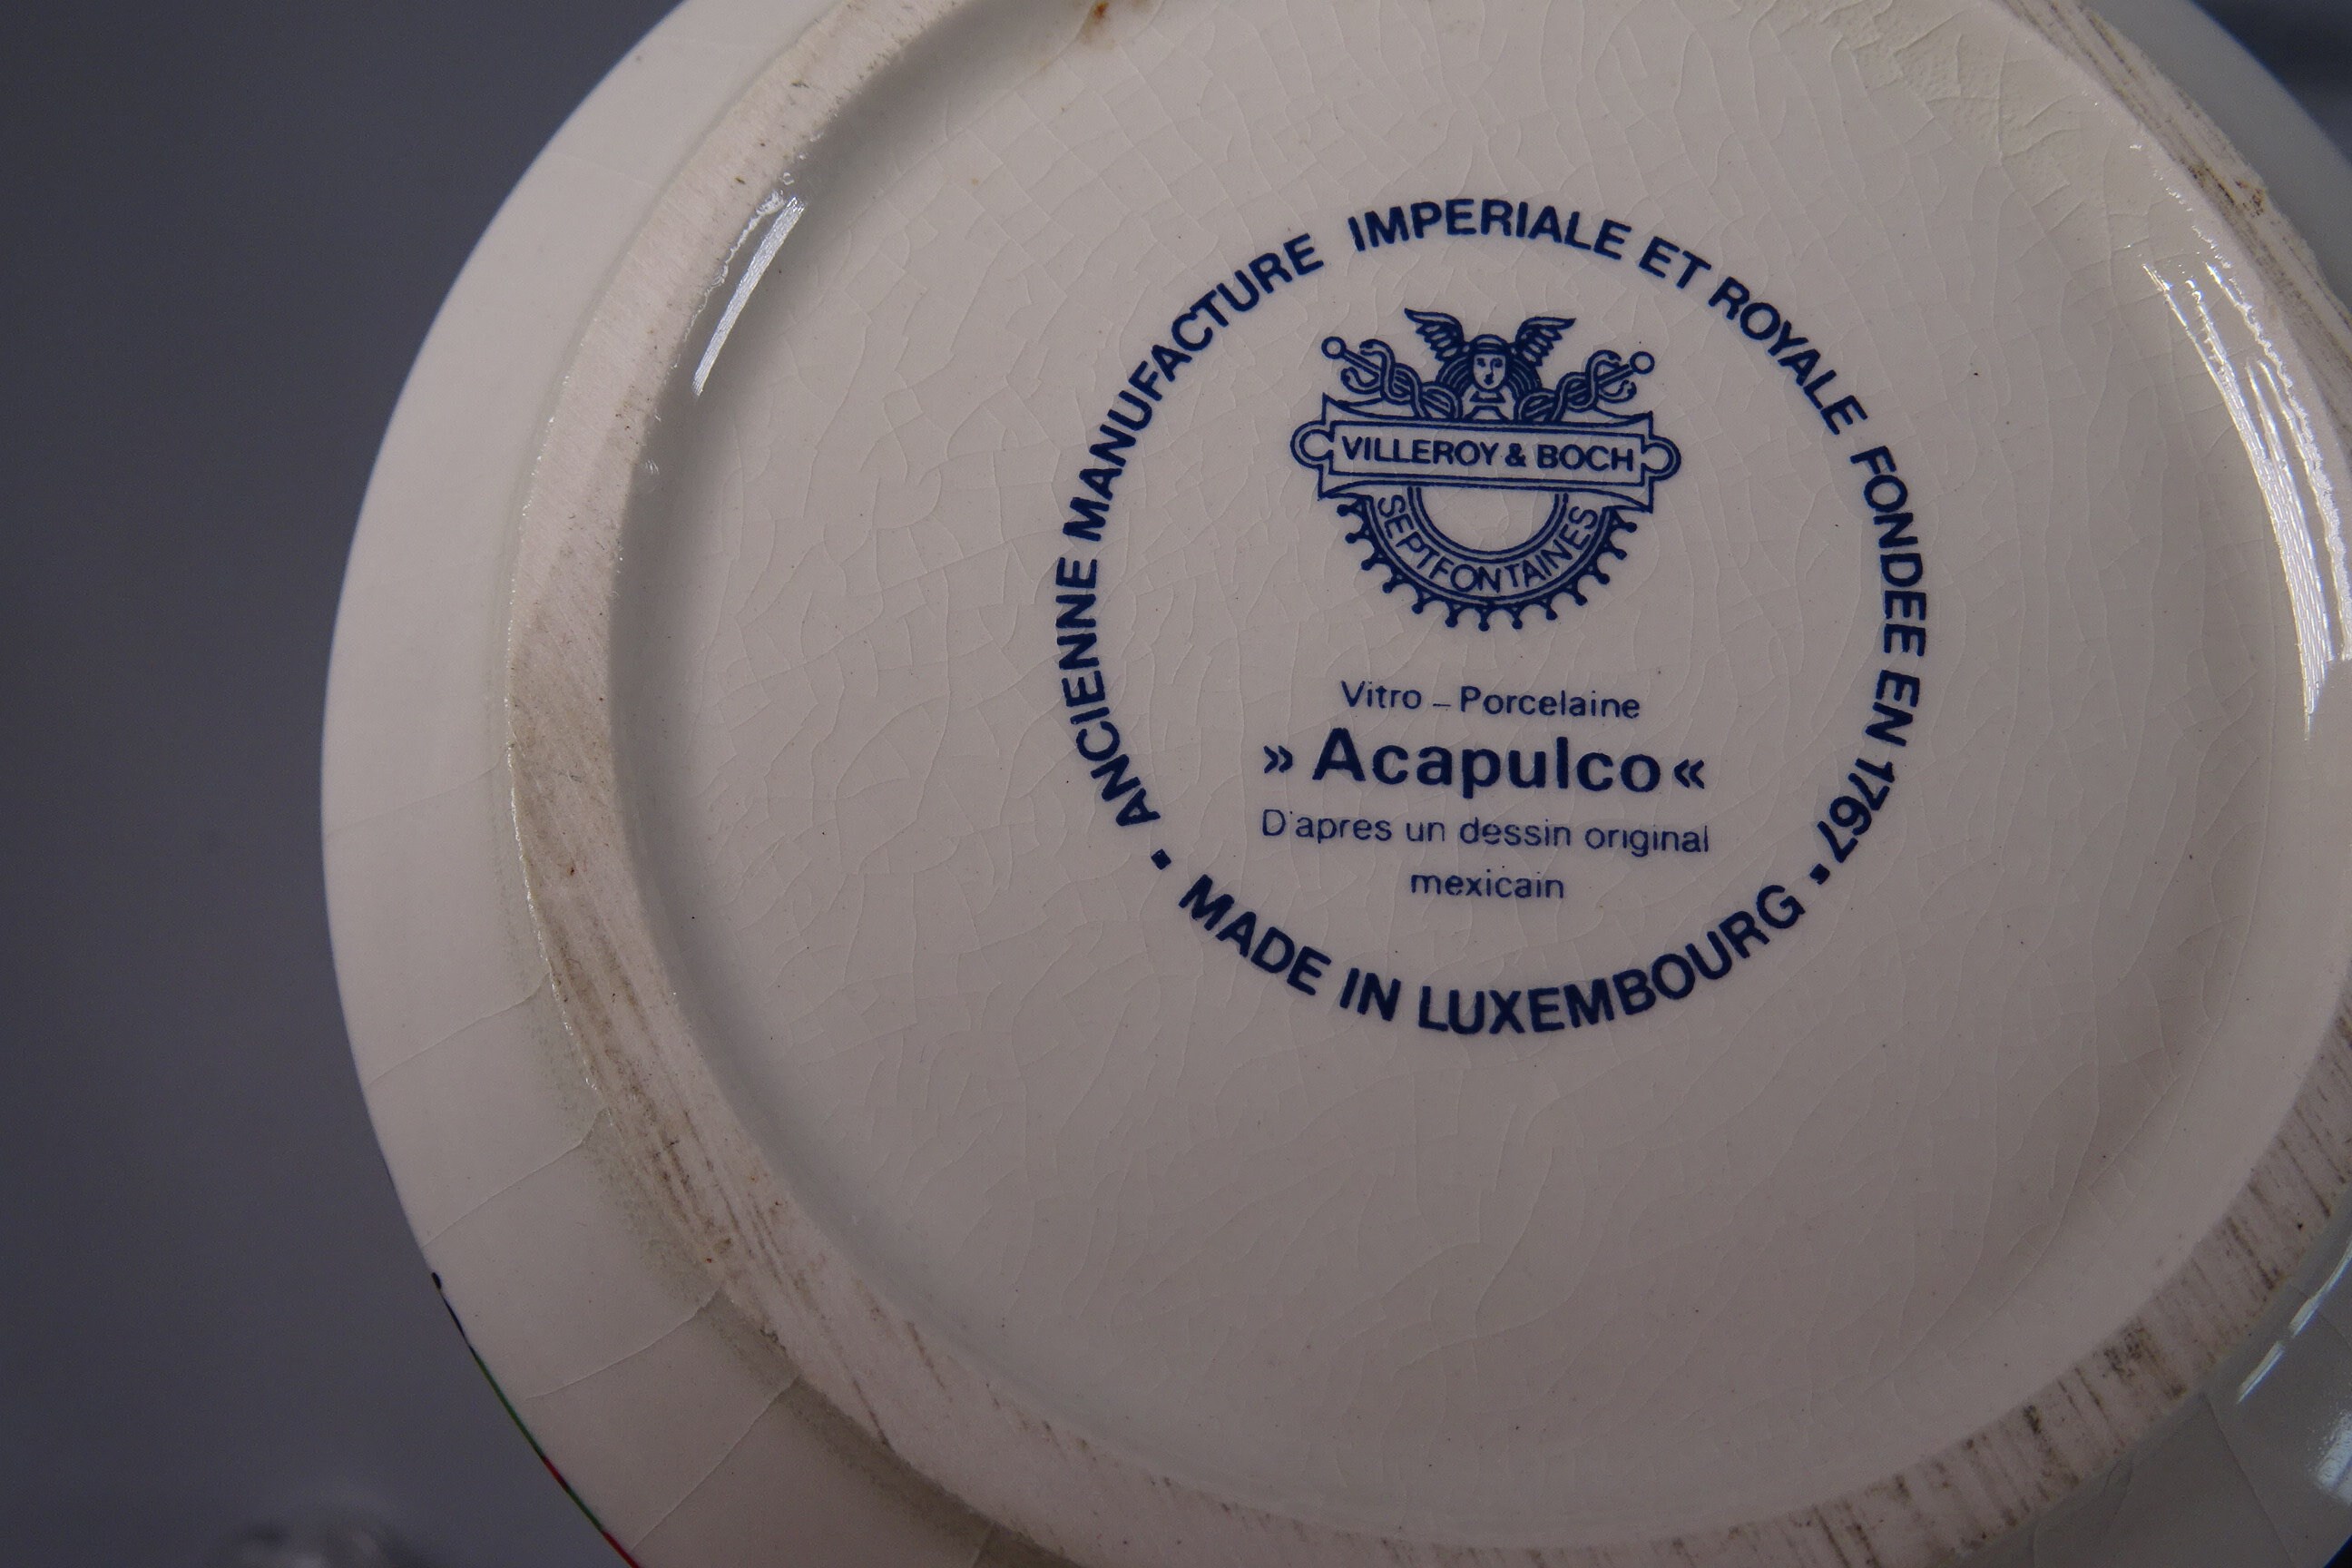 ANCIENNE MANUFACTURE IMPERIALE ET ROYALE FONDEE EN 1767 •
VILLEROY & BOCH
SEPTFONTAINES
Vitro – Porcelaine
» Acapulco «
D'apres un dessin original
mexicain
• MADE IN LUXEMBOURG